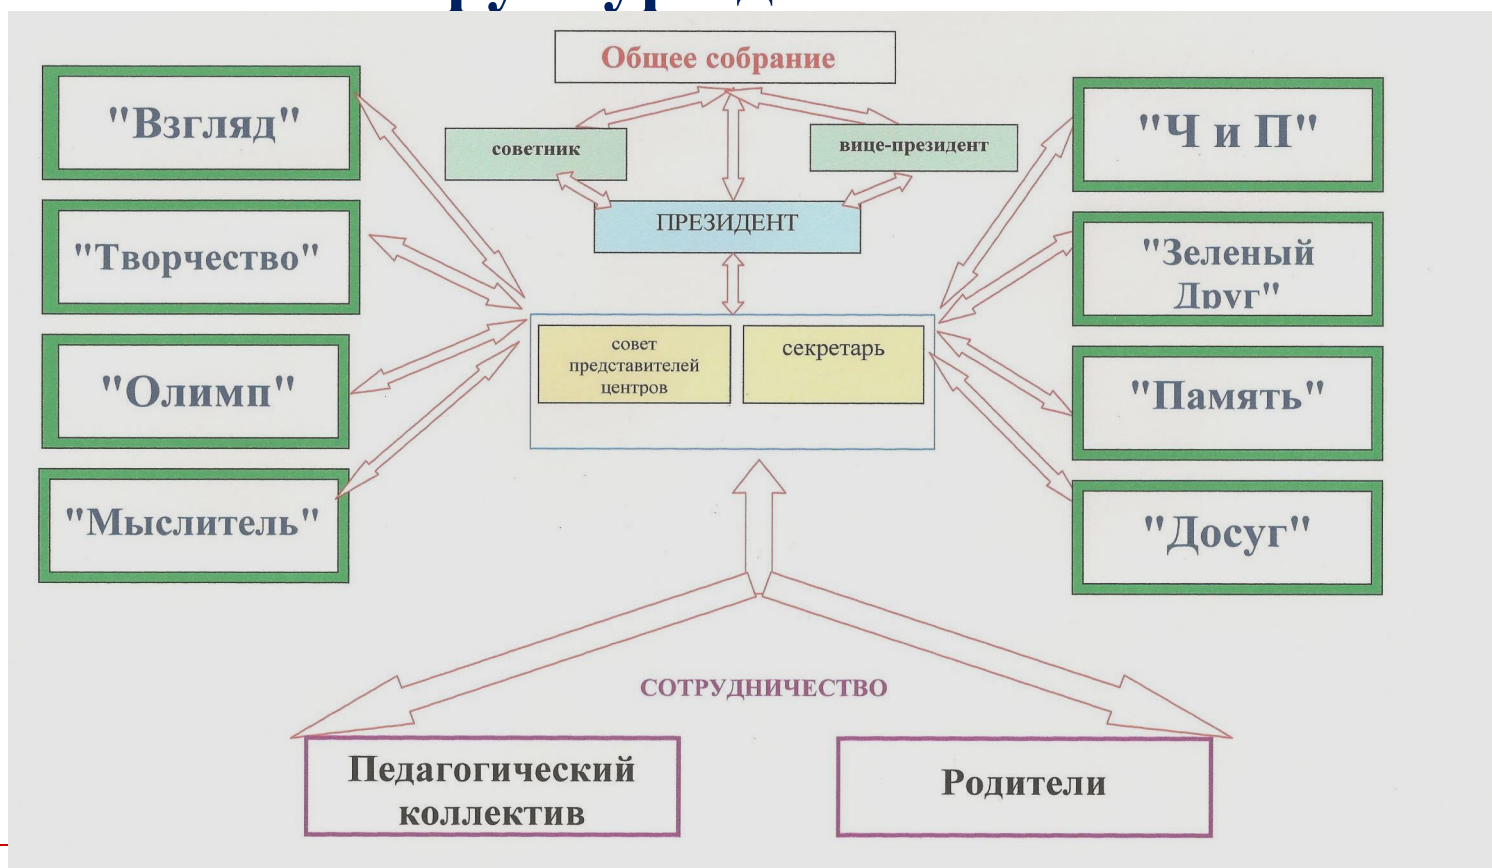 Общее собрание
"Взгляд"
советник
вице-президент
"Ч и П"
ПРЕЗИДЕНТ
"Творчество"
"Зеленый
Друг"
совет
представителей
центров
секретарь
"Олимп"
"Память"
"Мыслитель"
"Досуг"
СОТРУДНИЧЕСТВО
Педагогический
коллектив
Родители